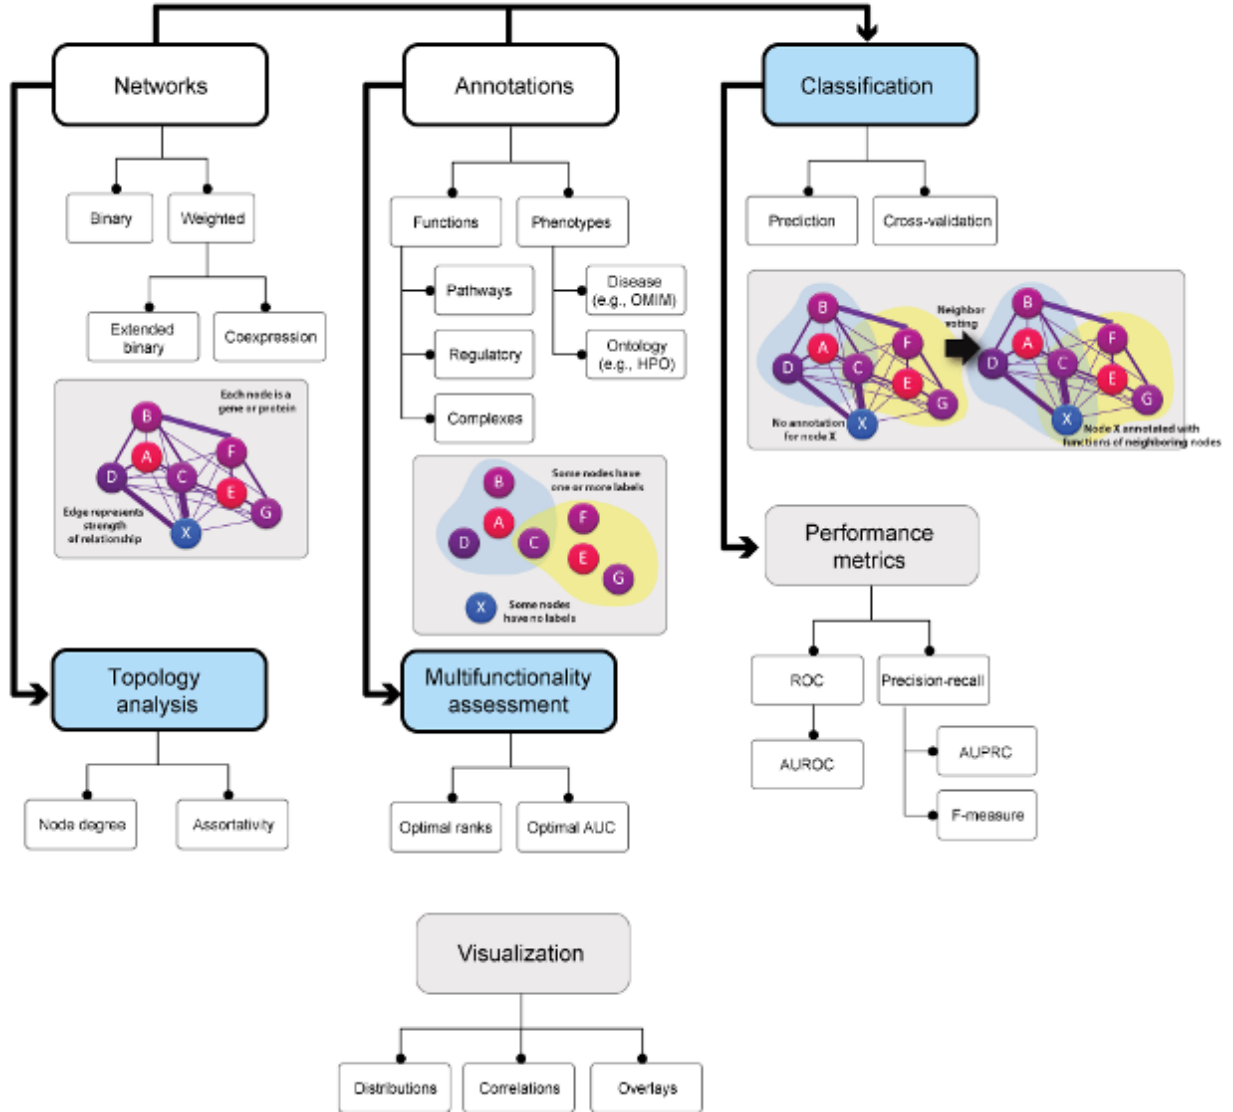 Networks
Annotations
Classification
Binary
Weighted
Functions
Phenotypes
Prediction
Cross-validation
Extended
binary
Coexpression
Pathways
Disease
(e.g., OMIM)
Regulatory
Ontology
(e.g., HPO)
Complexes
Each node is a
gene or protein
B
F
A
D
C
E
G
X
Edge represents
strength
of relationship
Some nodes have
one or more labels
B
A
F
D
C
E
G
X
Some nodes
have no labels
B
F
A
D
C
E
G
X
No annotation
for node X
Neighbor
voting
B
F
A
D
C
E
G
X
Node X annotated with
functions of neighboring nodes
Performance
metrics
ROC
Precision-recall
AUROC
AUPRC
F-measure
Topology
analysis
Multifunctionality
assessment
Node degree
Assortativity
Optimal ranks
Optimal AUC
Visualization
Distributions
Correlations
Overlays